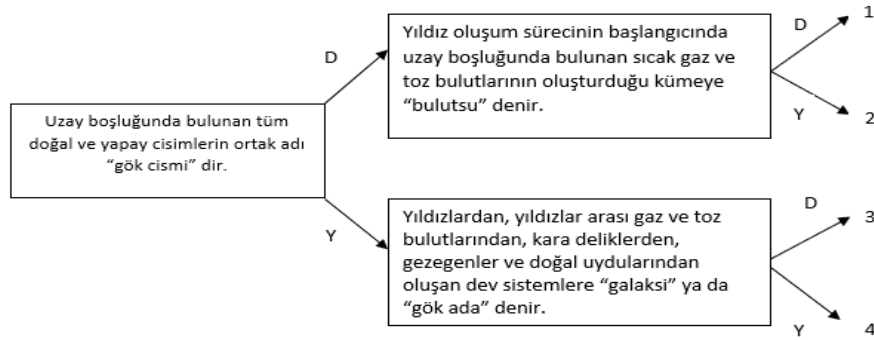 Uzay boşluğunda bulunan tüm
doğal ve yapay cisimlerin ortak adı
“gök cismi” dir.
D
Y
Yıldız oluşum sürecinin başlangıcında
uzay boşluğunda bulunan sıcak gaz ve
toz bulutlarının oluşturduğu kümeye
“bulutsu” denir.
D
1
Y
2
Yıldızlardan, yıldızlar arası gaz ve toz
bulutlarından, kara deliklerden,
gezegenler ve doğal uydularından
oluşan dev sistemlere “galaksi” ya da
“gök ada” denir.
D
3
Y
4